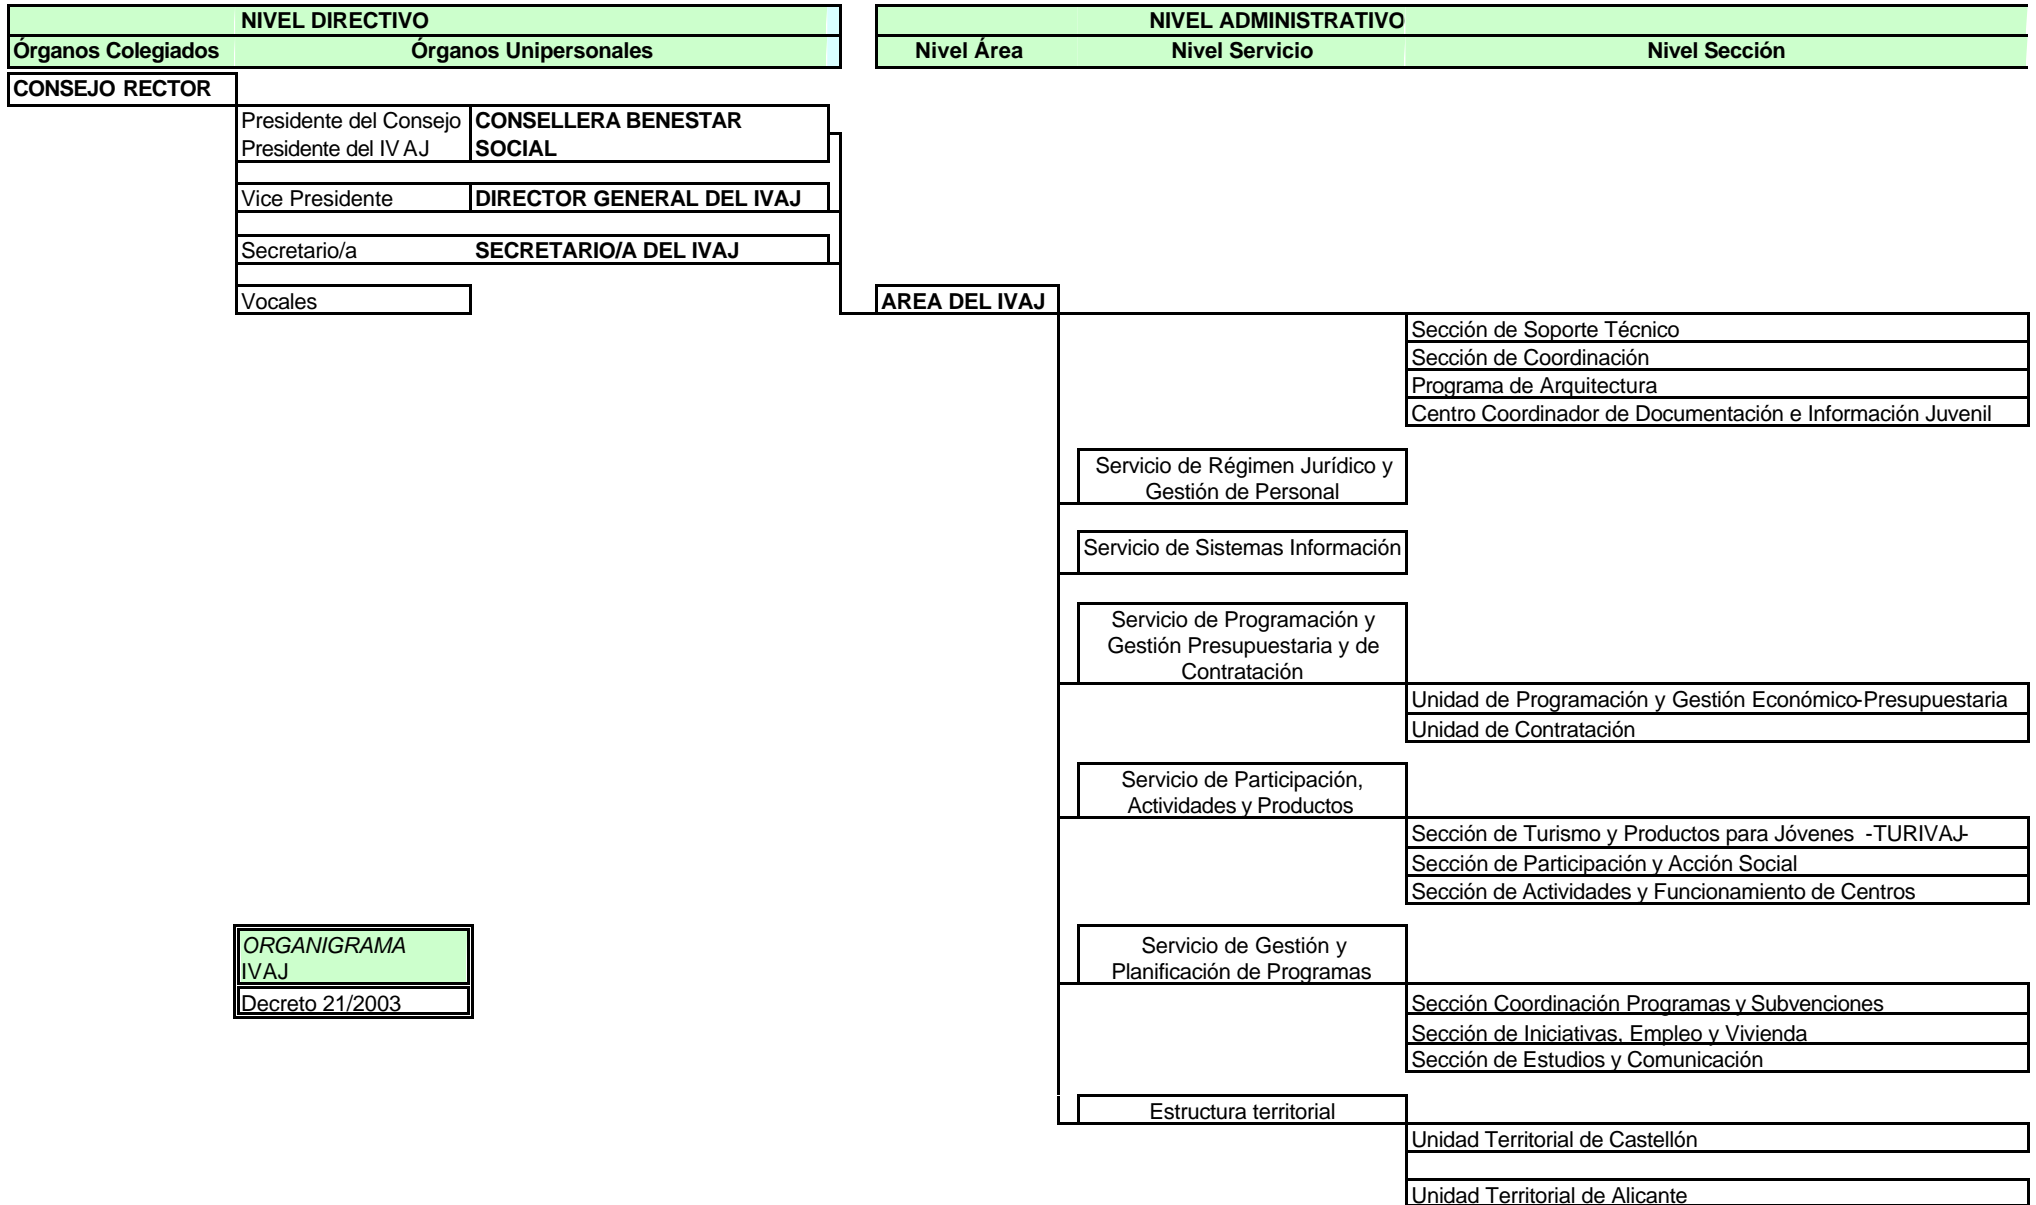 NIVEL DIRECTIVO
Órganos Colegiados
Órganos Unipersonales
CONSEJO RECTOR
Presidente del Consejo
Presidente del IVAJ
CONSELLERA BENESTAR
SOCIAL
Vice Presidente
DIRECTOR GENERAL DEL IVAJ
Secretario/a
SECRETARIO/A DEL IVAJ
Vocales
NIVEL ADMINISTRATIVO
Nivel Área
Nivel Servicio
Nivel Sección
AREA DEL IVAJ
Sección de Soporte Técnico
Sección de Coordinación
Programa de Arquitectura
Centro Coordinador de Documentación e Información Juvenil
Servicio de Régimen Jurídico y
Gestión de Personal
Servicio de Sistemas Información
Servicio de Programación y
Gestión Presupuestaria y de
Contratación
Unidad de Programación y Gestión Económico-Presupuestaria
Unidad de Contratación
Servicio de Participación,
Actividades y Productos
Sección de Turismo y Productos para Jóvenes -TURIVAJ-
Sección de Participación y Acción Social
Sección de Actividades y Funcionamiento de Centros
Servicio de Gestión y
Planificación de Programas
Sección Coordinación Programas y Subvenciones
Sección de Iniciativas, Empleo y Vivienda
Sección de Estudios y Comunicación
Estructura territorial
Unidad Territorial de Castellón
Unidad Territorial de Alicante
ORGANIGRAMA
IVAJ
Decreto 21/2003